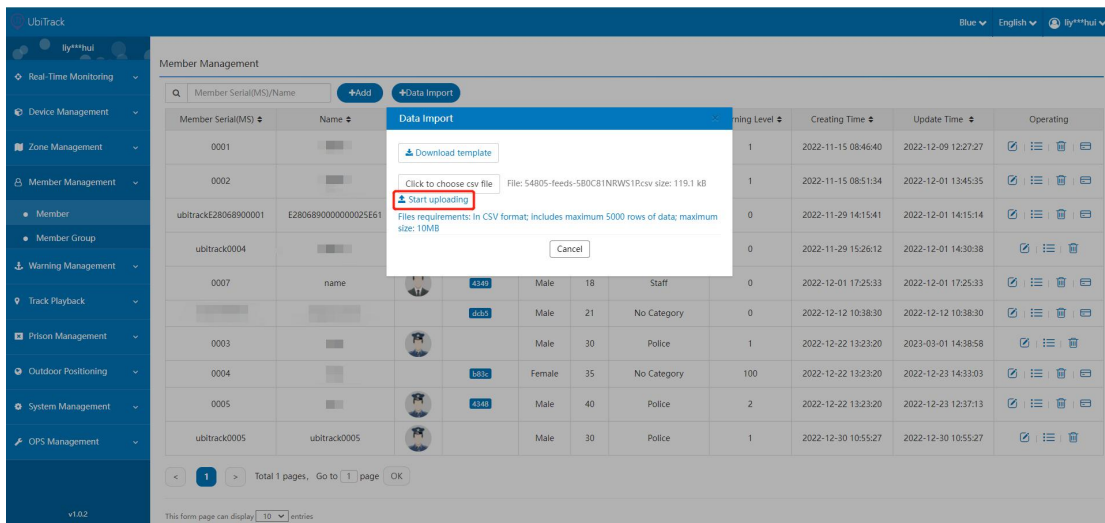 UbiTrack
Blue English liy***hui
liy***hui
Real-Time Monitoring
Device Management
Zone Management
Member Management
Member
Member Group
Warning Management
Track Playback
Prison Management
Outdoor Positioning
System Management
OPS Management
v1.0.2
Member Management
Member Serial(MS)/Name +Add +Data Import
Member Serial(MS) Name rning Level Creating Time Update Time Operating
0001 1 2022-11-15 08:46:40 2022-12-09 12:27:27
0002 1 2022-11-15 08:51:34 2022-12-01 13:45:35
ubitrackE28068900001 E2806890000000025E61 0 2022-11-29 14:15:41 2022-12-01 14:15:14
ubitrack0004 0 2022-11-29 15:26:12 2022-12-01 14:30:38
0007 name 4349 Male 18 Staff 0 2022-12-01 17:25:33 2022-12-01 17:25:33
dcb5 Male 21 No Category 0 2022-12-12 10:38:30 2022-12-12 10:38:30
0003 Male 30 Police 1 2022-12-22 13:23:20 2023-03-01 14:38:58
0004 b83c Female 35 No Category 100 2022-12-22 13:23:20 2022-12-23 14:33:03
0005 4348 Male 40 Police 2 2022-12-22 13:23:20 2022-12-23 12:37:13
ubitrack0005 ubitrack0005 Male 30 Police 1 2022-12-30 10:55:27 2022-12-30 10:55:27
< 1 > Total 1 pages, Go to 1 page OK
This form page can display 10 entries
Data Import
Download template
Click to choose csv file File: 54805-feeds-5B0C81NRWS1P.csv size: 119.1 kB
Start uploading
Files requirements: In CSV format; includes maximum 5000 rows of data; maximum
size: 10MB
Cancel